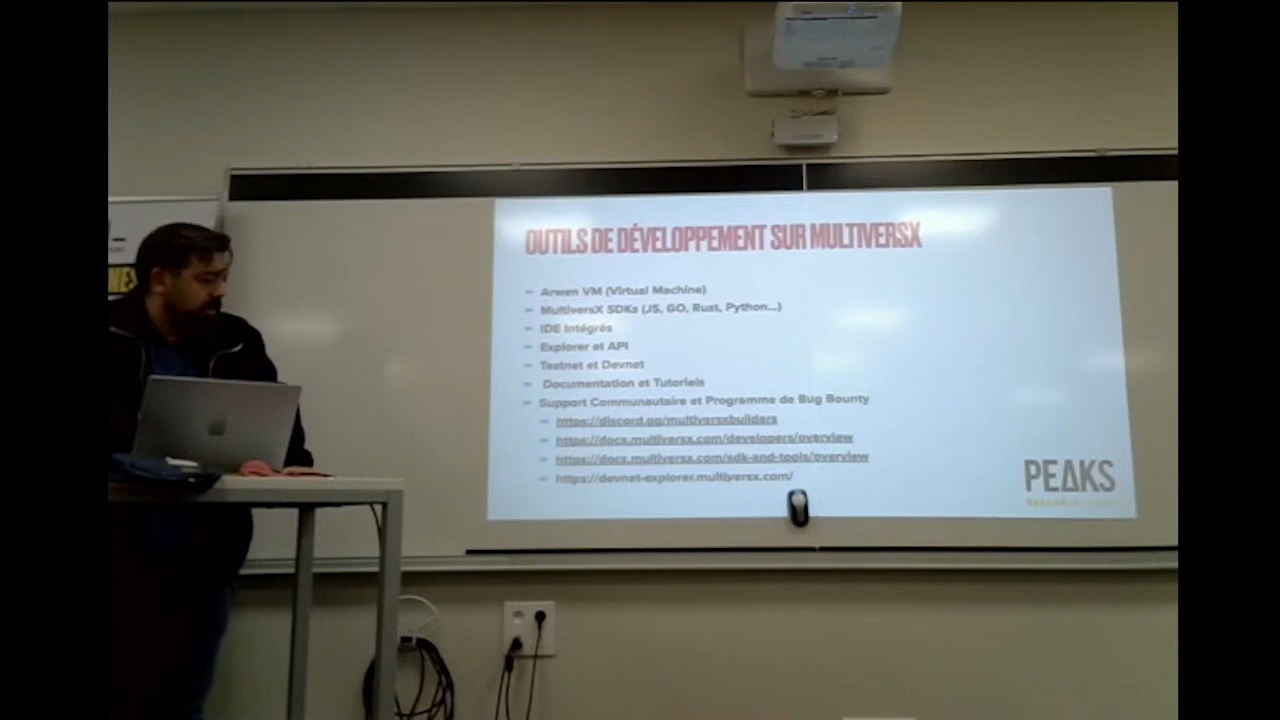 OUTILS DE DÉVELOPPEMENT SUR MULTIVERSX
- Arwen VM (Virtual Machine)
- MultiversX SDKs (JS, GO, Rust, Python...)
- IDE Intégrés
- Explorer et API
- Testnet et Devnet
- Documentation et Tutoriels
- Support Communautaire et Programme de Bug Bounty
- https://discord.gg/multiversxbuilders
- https://docs.multiversx.com/developers/overview
- https://docs.multiversx.com/sdk-and-tools/overview
- https://devnet-explorer.multiversx.com/
PEAKS